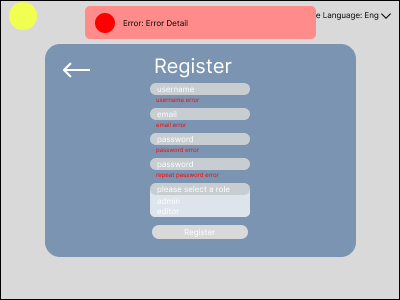 Error: Error Detail
e Language: Eng
Register
username
username error
email
email error
password
password error
password
repeat password error
please select a role
admin
editor
Register